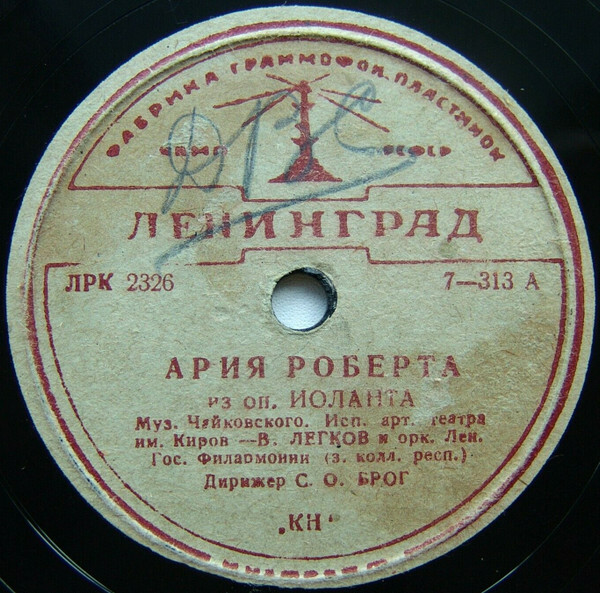 ФАБРИКА ГРАММОФОН. ПЛАСТИНОК
РСФСР
ЛЕНИНГРАД
ЛРК 2326
7—313 А
АРИЯ РОБЕРТА
из оп. ИОЛАНТА
Муз. Чайковского. Исп. арт. театра
им. Киров —В. ЛЕГКОВ и орк. Лен.
Гос. Филармонии (з. колл. респ.)
Дирижер С. О. БРОГ
„КН“